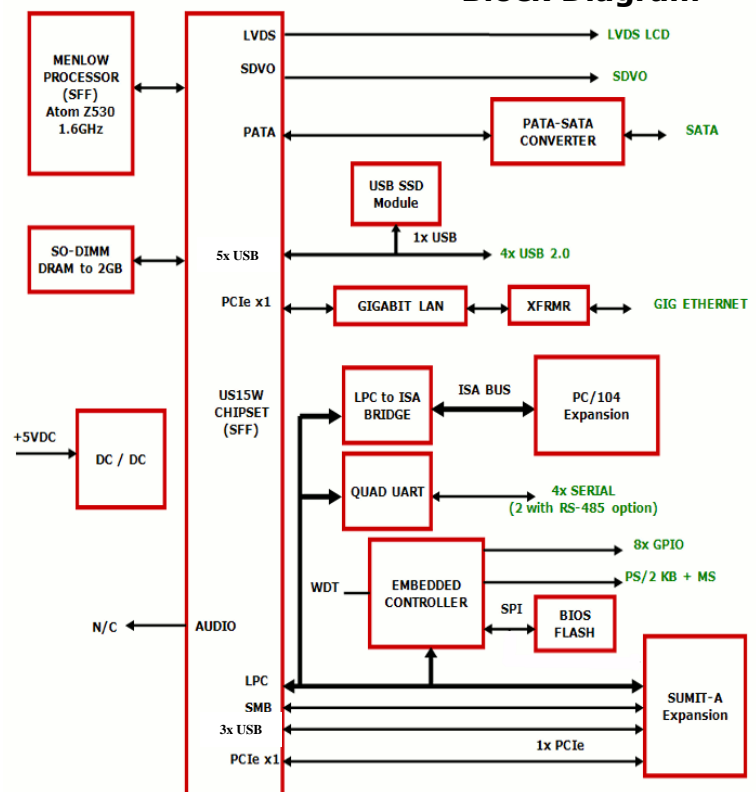 Block Diagram
MENLOW
PROCESSOR
(SFF)
Atom Z530
1.6GHz
LVDS
LVDS LCD
SDVO
SDVO
PATA
PATA-SATA
CONVERTER
SATA
USB SSD
Module
1x USB
SO-DIMM
DRAM to 2GB
5x USB
4x USB 2.0
PCIe x1
GIGABIT LAN
XFRMR
GIG ETHERNET
US15W
CHIPSET
(SFF)
LPC to ISA
BRIDGE
ISA BUS
PC/104
Expansion
+5VDC
DC / DC
QUAD UART
4x SERIAL
(2 with RS-485 option)
8x GPIO
WDT
EMBEDDED
CONTROLLER
PS/2 KB + MS
SPI
BIOS
FLASH
N/C
AUDIO
LPC
SMB
3x USB
SUMIT-A
Expansion
1x PCIe
PCIe x1